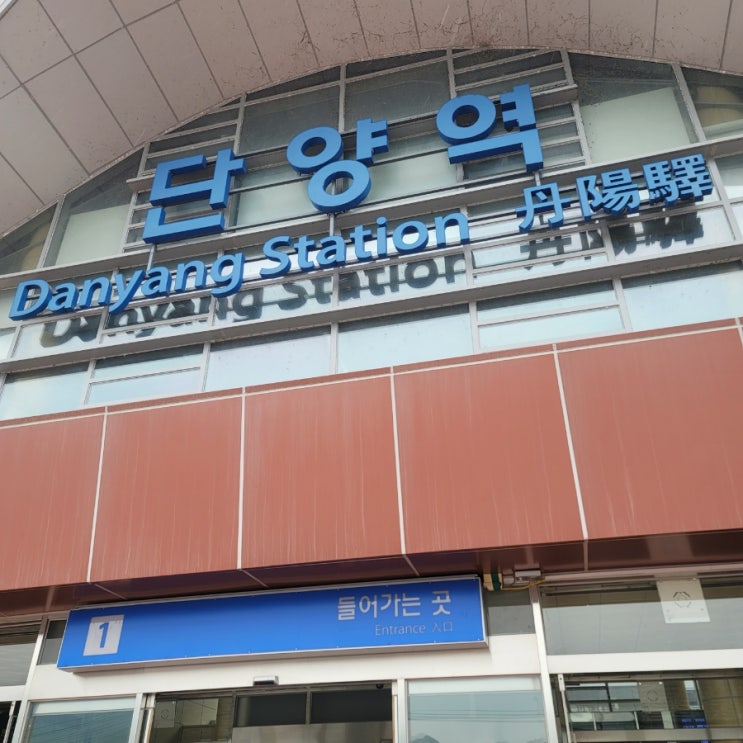 단양역
Danyang Station 丹陽驛
1 들어가는 곳
Entrance 入口